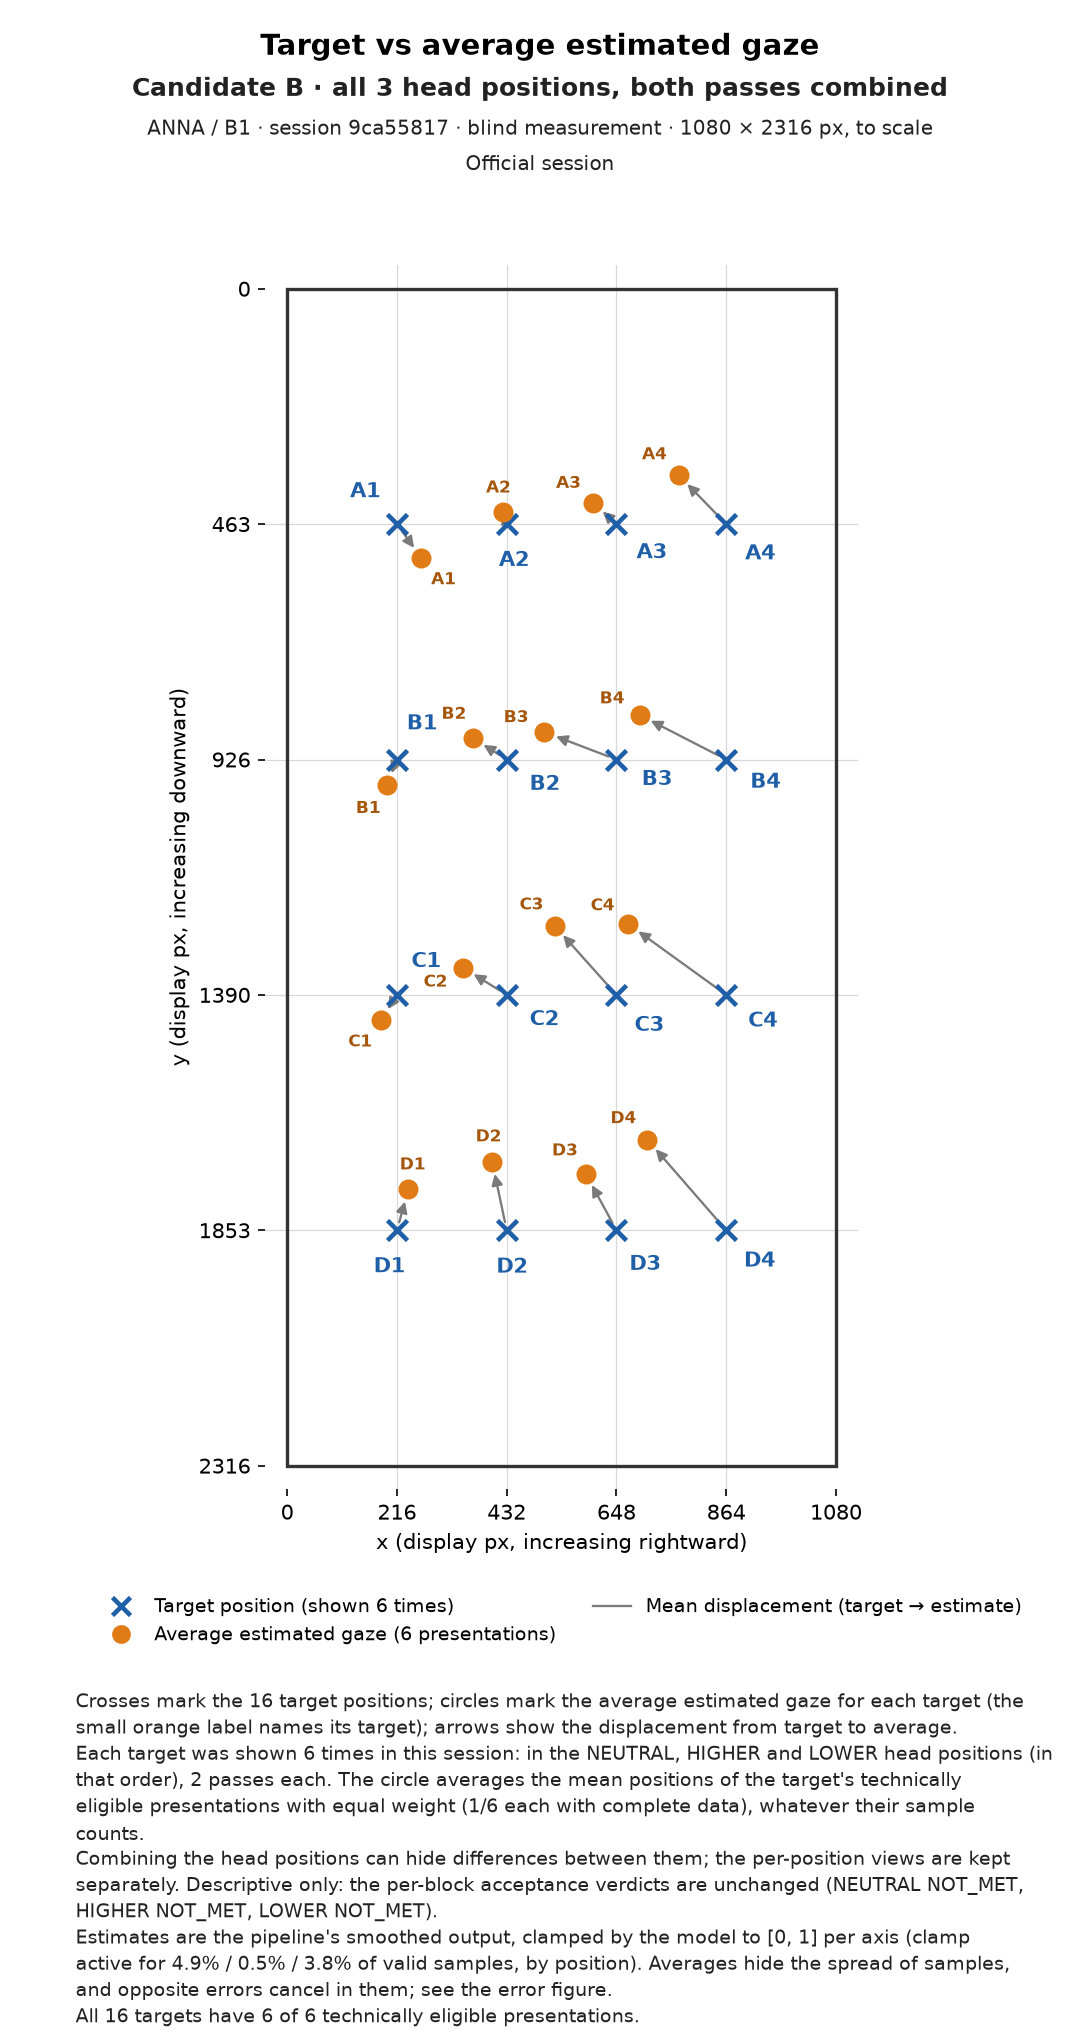 Target vs average estimated gaze
Candidate B · all 3 head positions, both passes combined
ANNA / B1 · session 9ca55817 · blind measurement · 1080 × 2316 px, to scale
Official session
0
A4
A3
A2
A1
463
A1
A2
A3
A4
B4
B3
B2
B1
926
B1
B2
B3
B4
C3
C4
C1
C2
1390
C1
C2
C3
C4
D4
D2
D3
D1
1853
D1
D2
D3
D4
2316
y (display px, increasing downward)
0 216 432 648 864 1080
x (display px, increasing rightward)
Target position (shown 6 times)
Mean displacement (target → estimate)
Average estimated gaze (6 presentations)
Crosses mark the 16 target positions; circles mark the average estimated gaze for each target (the
small orange label names its target); arrows show the displacement from target to average.
Each target was shown 6 times in this session: in the NEUTRAL, HIGHER and LOWER head positions (in
that order), 2 passes each. The circle averages the mean positions of the target's technically
eligible presentations with equal weight (1/6 each with complete data), whatever their sample
counts.
Combining the head positions can hide differences between them; the per-position views are kept
separately. Descriptive only: the per-block acceptance verdicts are unchanged (NEUTRAL NOT_MET,
HIGHER NOT_MET, LOWER NOT_MET).
Estimates are the pipeline's smoothed output, clamped by the model to [0, 1] per axis (clamp
active for 4.9% / 0.5% / 3.8% of valid samples, by position). Averages hide the spread of samples,
and opposite errors cancel in them; see the error figure.
All 16 targets have 6 of 6 technically eligible presentations.